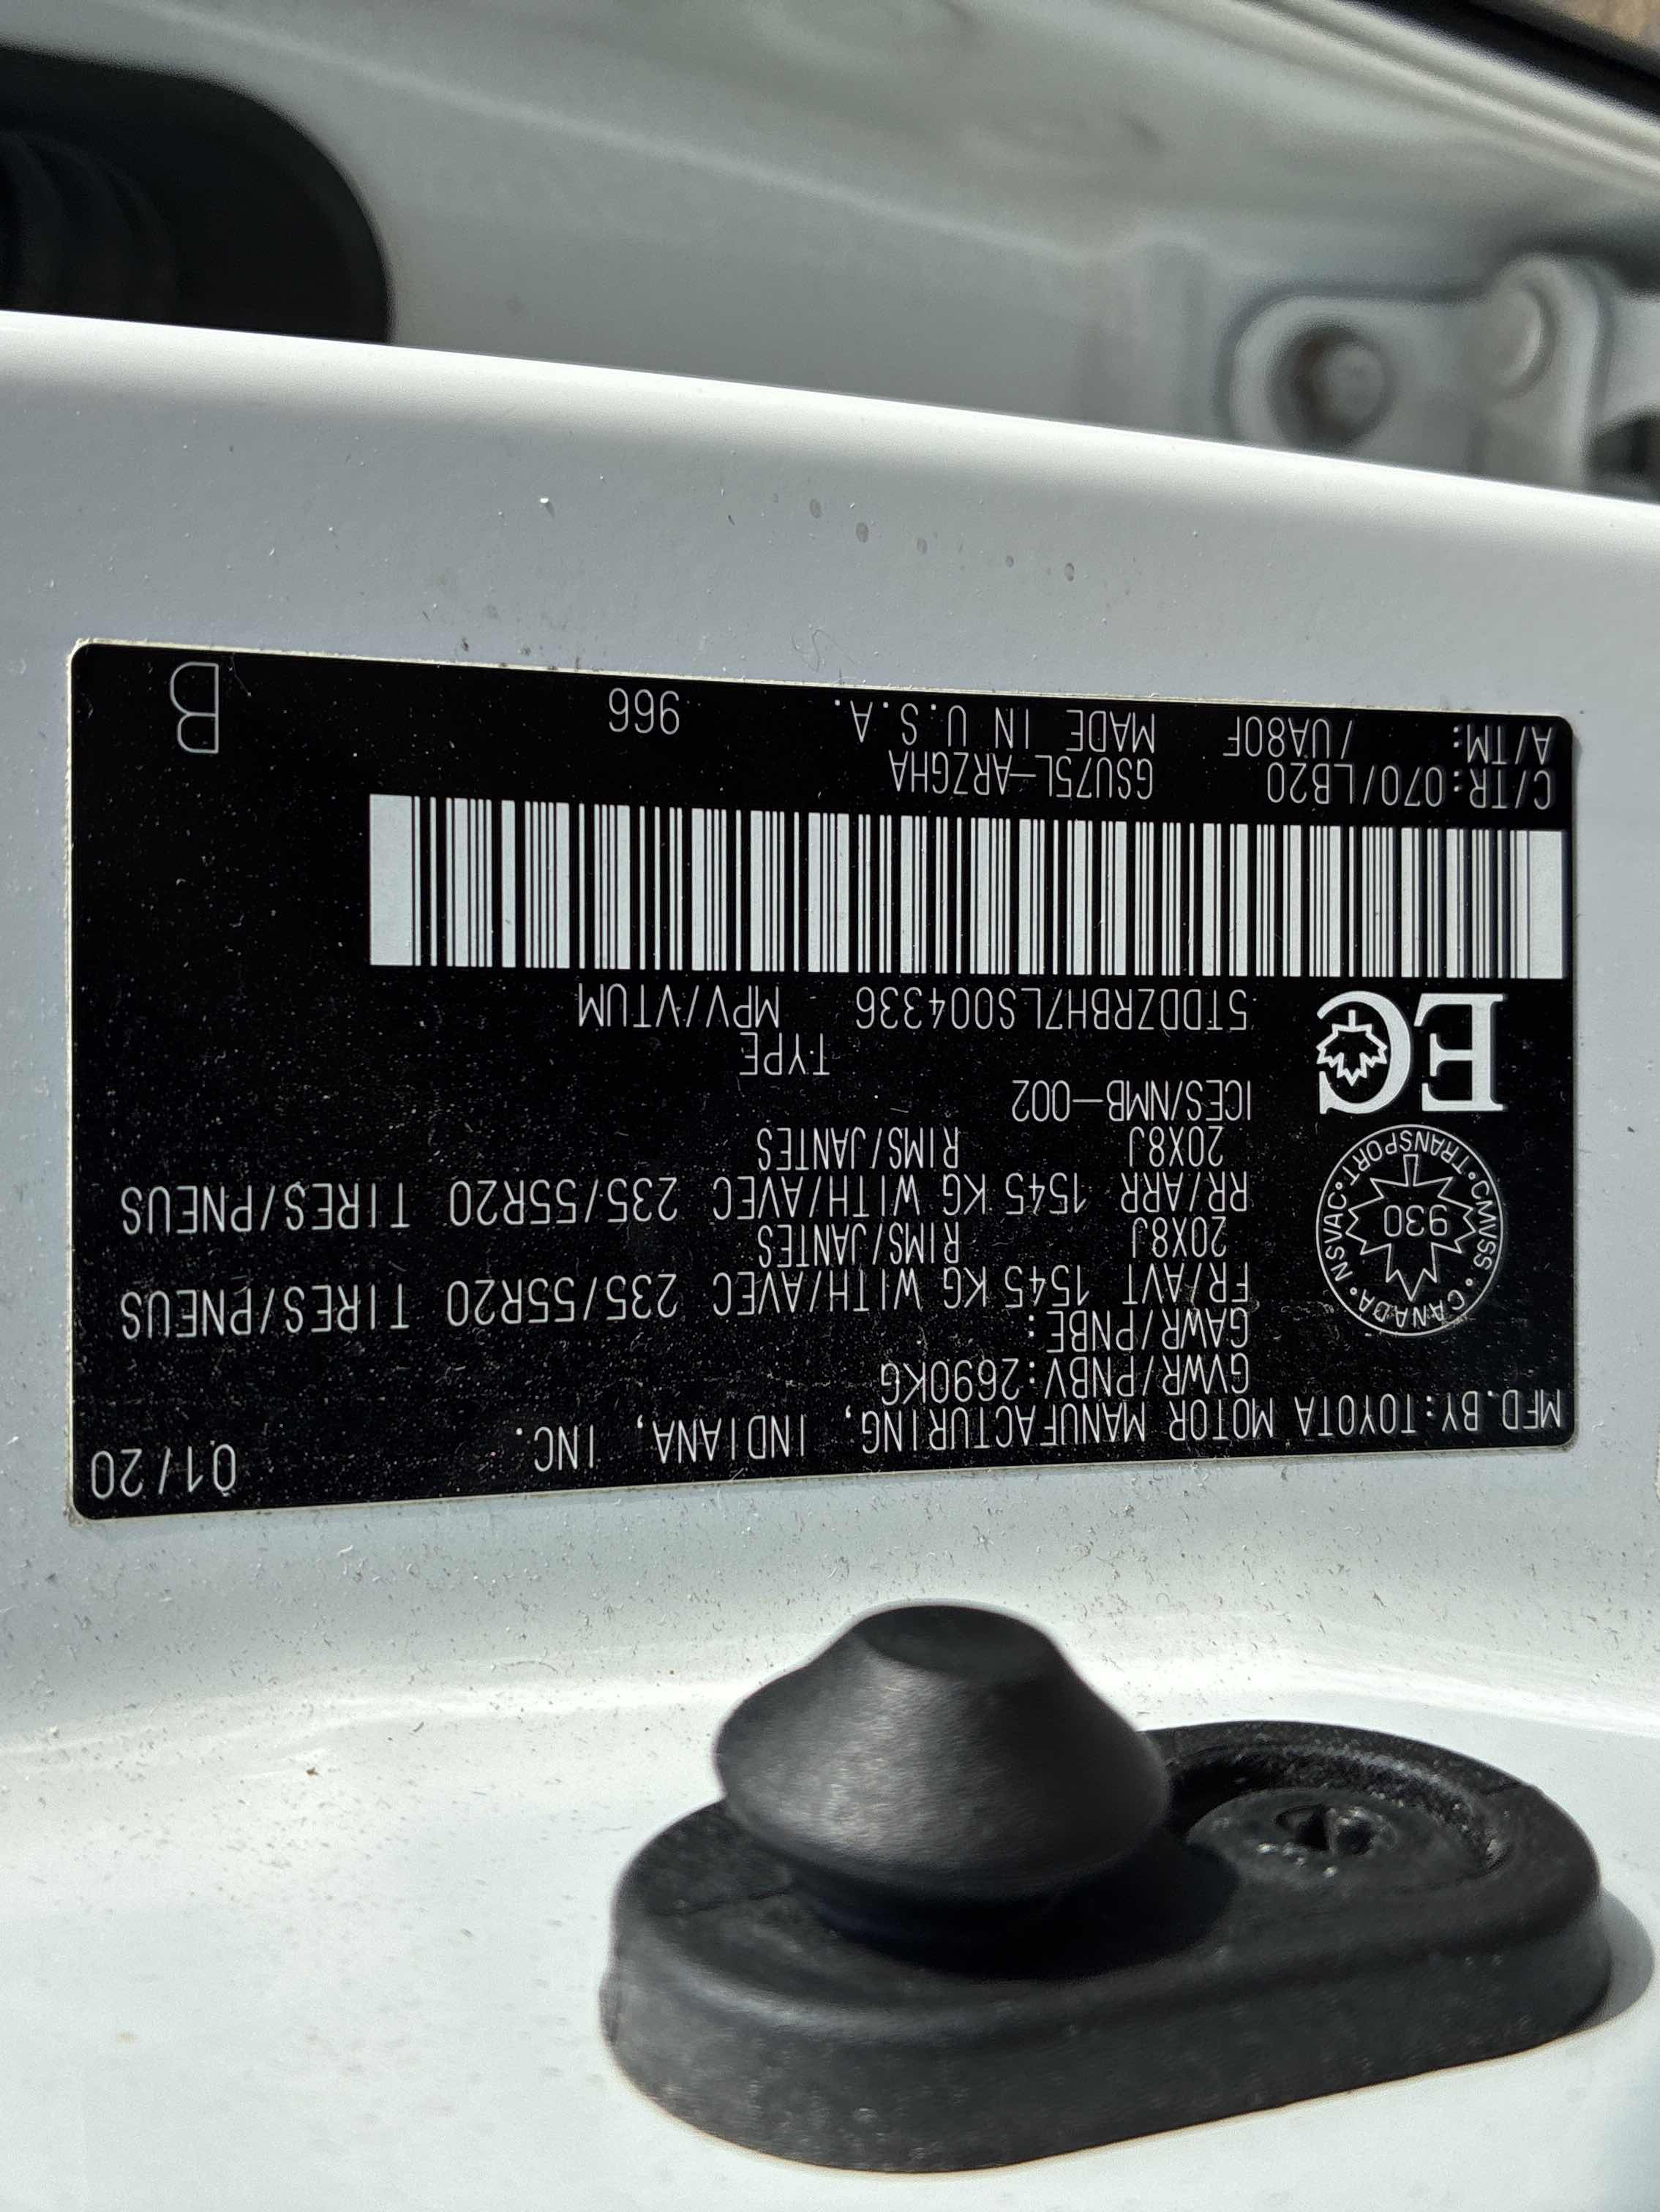 MFD.BY:TOYOTA MOTOR MANUFACTURING, INDIANA, INC. 01/20
GVWR/PNBV:2690KG
GAWR/PNBE:
FR/AVT 1545 KG WITH/AVEC 235/55R20 TIRES/PNEUS
20X8J RIMS/JANTES
RR/ARR 1545 KG WITH/AVEC 235/55R20 TIRES/PNEUS
20X8J RIMS/JANTES
ICES/NMB-002
TYPE
5TDDZRBH7LS004336 MPV/VTUM
CANADA • CMVSS • TRANSPORT • NSVAC •
930
EC
C/TR:070/LB20 GSU75L-ARZGHA
A/TM: /UA80F MADE IN U.S.A. 966 B